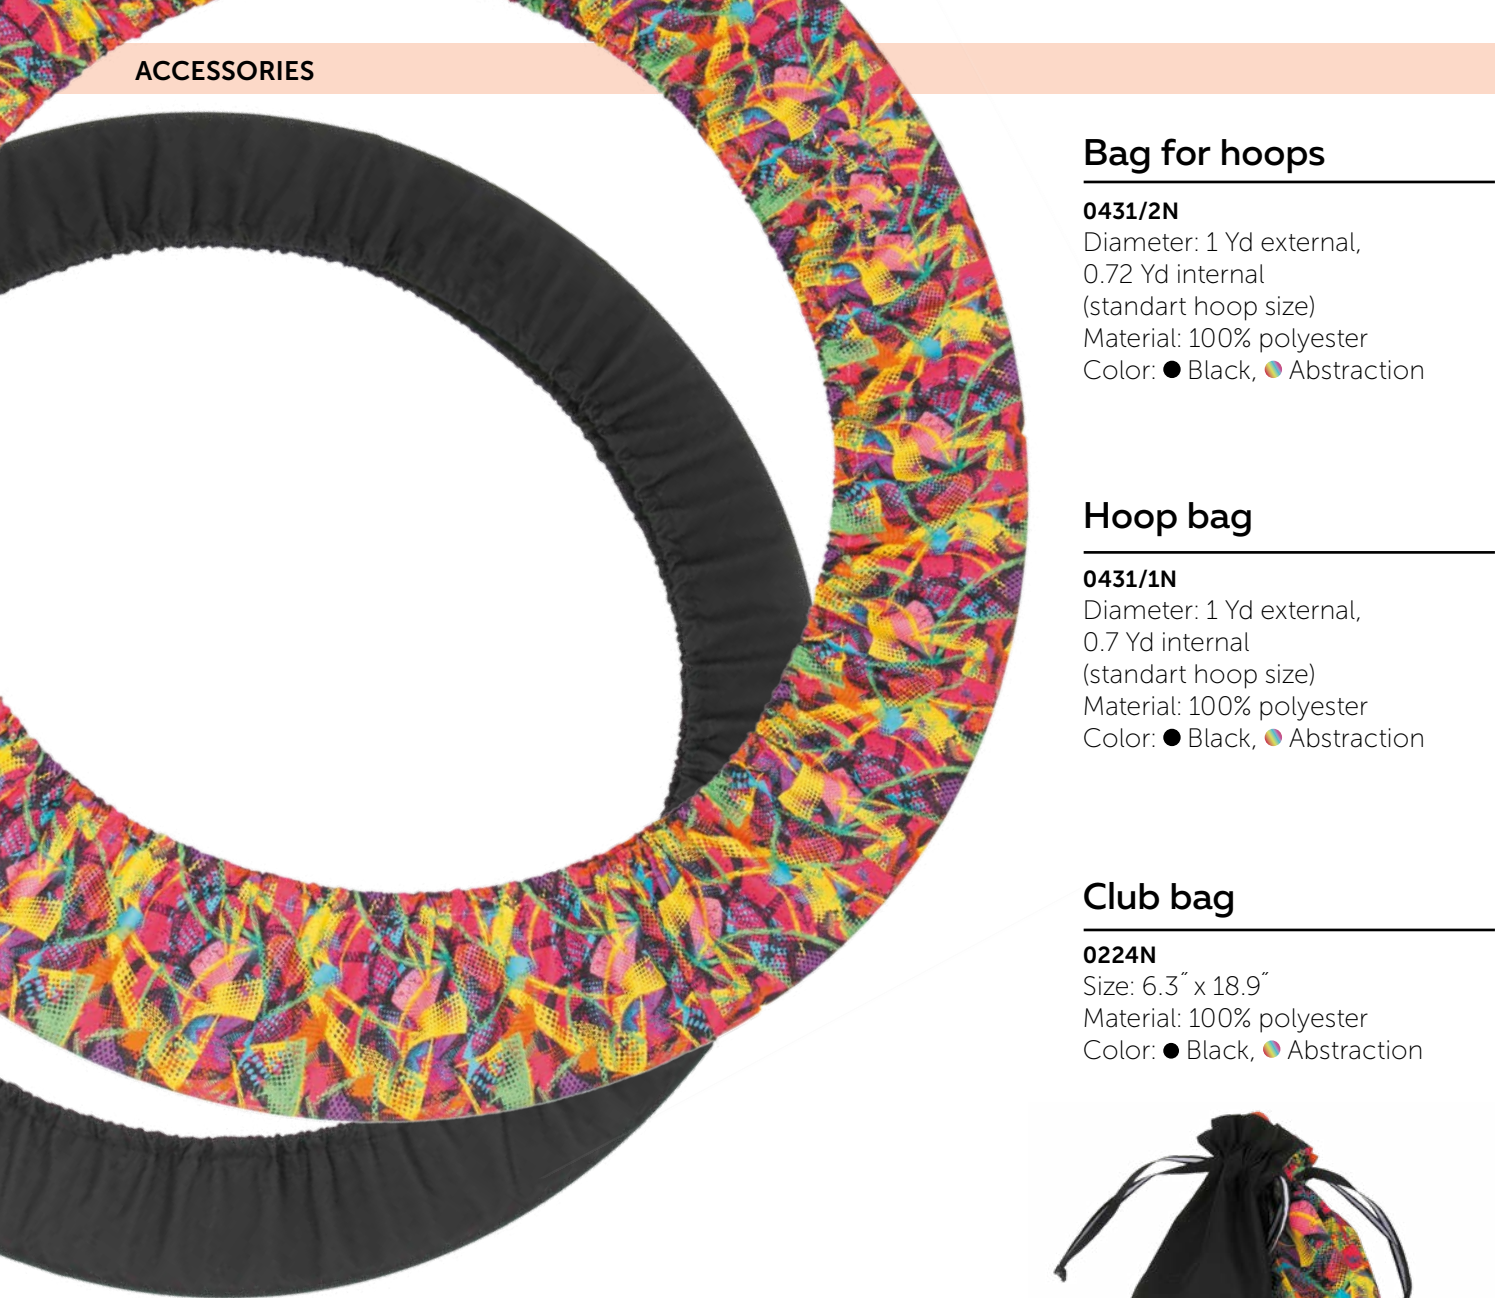 ACCESSORIES
Bag for hoops
0431/2N
Diameter: 1 Yd external,
0.72 Yd internal
(standart hoop size)
Material: 100% polyester
Color: ● Black, ● Abstraction
Hoop bag
0431/1N
Diameter: 1 Yd external,
0.7 Yd internal
(standart hoop size)
Material: 100% polyester
Color: ● Black, ● Abstraction
Club bag
0224N
Size: 6.3˝ x 18.9˝
Material: 100% polyester
Color: ● Black, ● Abstraction